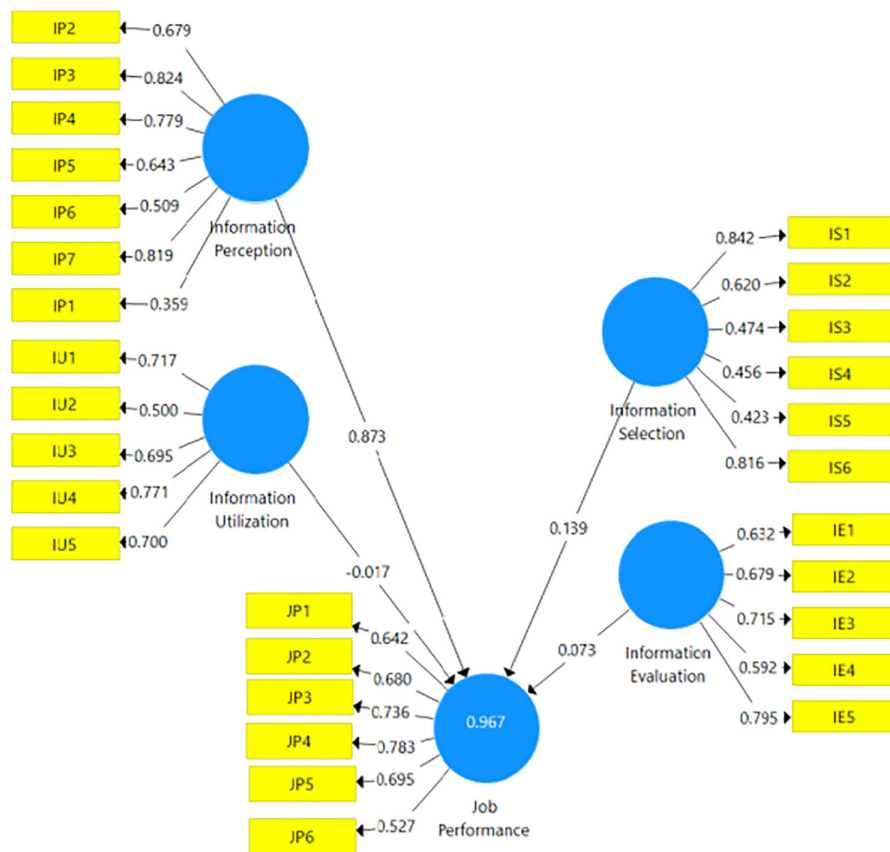 IP2
0.679
IP3
0.824
IP4
0.779
IP5
0.643
IP6
0.509
IP7
0.819
IP1
0.359
Information
Perception
IU1
0.717
IU2
0.500
IU3
0.695
IU4
0.771
IU5
0.700
Information
Utilization
0.873
-0.017
IS1
0.842
IS2
0.620
IS3
0.474
IS4
0.456
IS5
0.423
IS6
0.816
Information
Selection
0.139
IE1
0.632
IE2
0.679
IE3
0.715
IE4
0.592
IE5
0.795
Information
Evaluation
0.073
JP1
0.642
JP2
0.680
JP3
0.736
JP4
0.783
JP5
0.695
JP6
0.527
0.967
Job
Performance